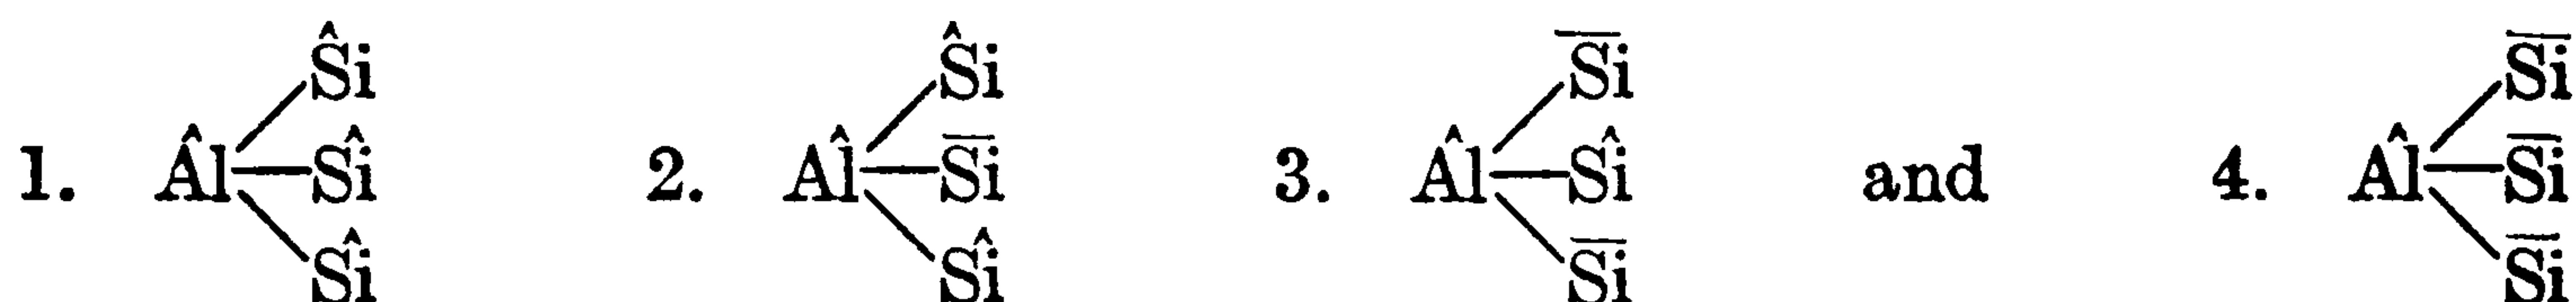 Ŝi Ŝi S̅i̅ S̅i̅
1. Âl Ŝi 2. Âl S̅i̅ 3. Âl Ŝi and 4. Âl S̅i̅
Ŝi Ŝi S̅i̅ S̅i̅